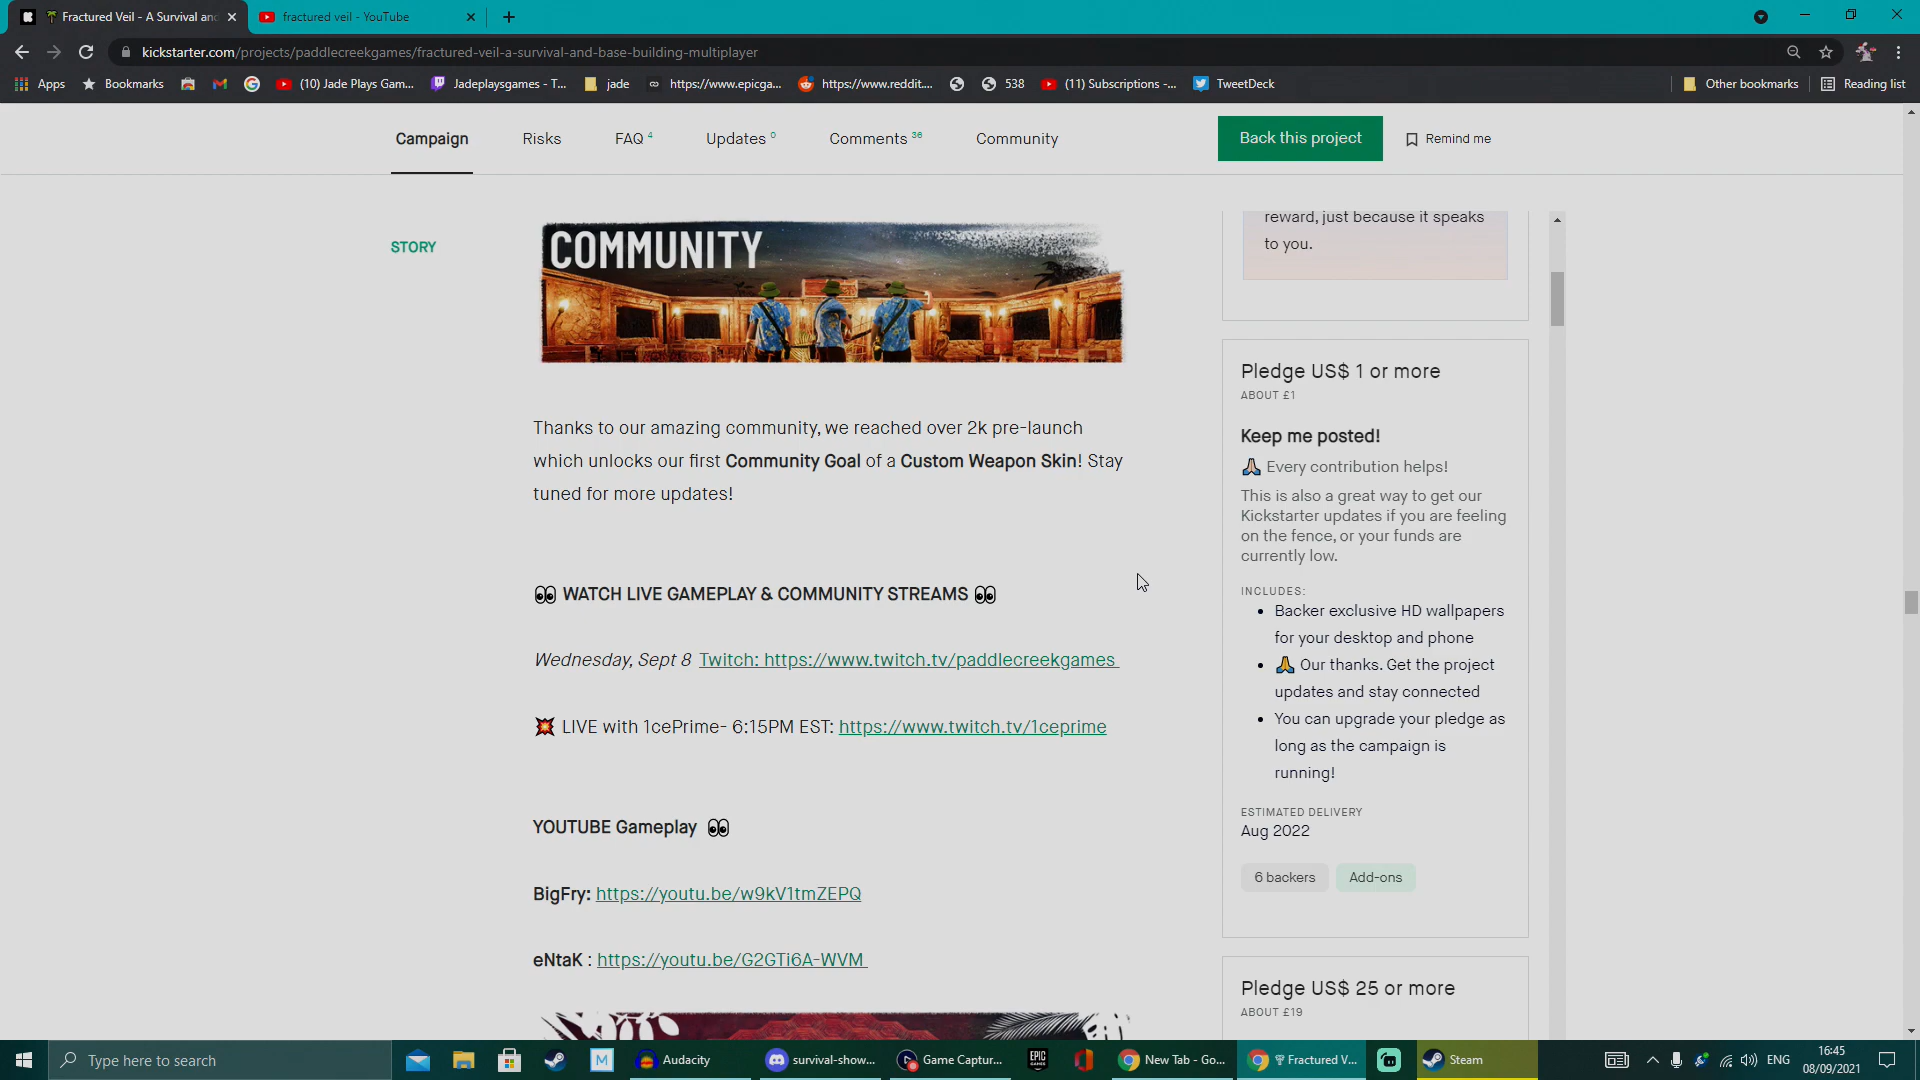 Fractured Veil - A Survival and
fractured veil - YouTube
kickstarter.com/projects/paddlecreekgames/fractured-veil-a-survival-and-base-building-multiplayer
Apps
Bookmarks
(10) Jade Plays Gam...
Jadeplaysgames - T...
jade
https://www.epicga...
https://www.reddit....
538
(11) Subscriptions -...
TweetDeck
Other bookmarks
Reading list
Campaign
Risks
FAQ 4
Updates 0
Comments 36
Community
Back this project
Remind me
STORY
COMMUNITY
Thanks to our amazing community, we reached over 2k pre-launch
which unlocks our first Community Goal of a Custom Weapon Skin! Stay
tuned for more updates!
👀 WATCH LIVE GAMEPLAY & COMMUNITY STREAMS 👀
Wednesday, Sept 8 Twitch: https://www.twitch.tv/paddlecreekgames
💥 LIVE with 1cePrime- 6:15PM EST: https://www.twitch.tv/1ceprime
YOUTUBE Gameplay 👀
BigFry: https://youtu.be/w9kV1tmZEPQ
eNtaK : https://youtu.be/G2GTi6A-WVM
reward, just because it speaks
to you.
Pledge US$ 1 or more
ABOUT £1
Keep me posted!
🙏 Every contribution helps!
This is also a great way to get our
Kickstarter updates if you are feeling
on the fence, or your funds are
currently low.
INCLUDES:
• Backer exclusive HD wallpapers
for your desktop and phone
• 🙏 Our thanks. Get the project
updates and stay connected
• You can upgrade your pledge as
long as the campaign is
running!
ESTIMATED DELIVERY
Aug 2022
6 backers
Add-ons
Pledge US$ 25 or more
ABOUT £19
Type here to search
M
Audacity
survival-show...
Game Captur...
EPIC GAMES
New Tab - Go...
Fractured V...
Steam
ENG
16:45
08/09/2021